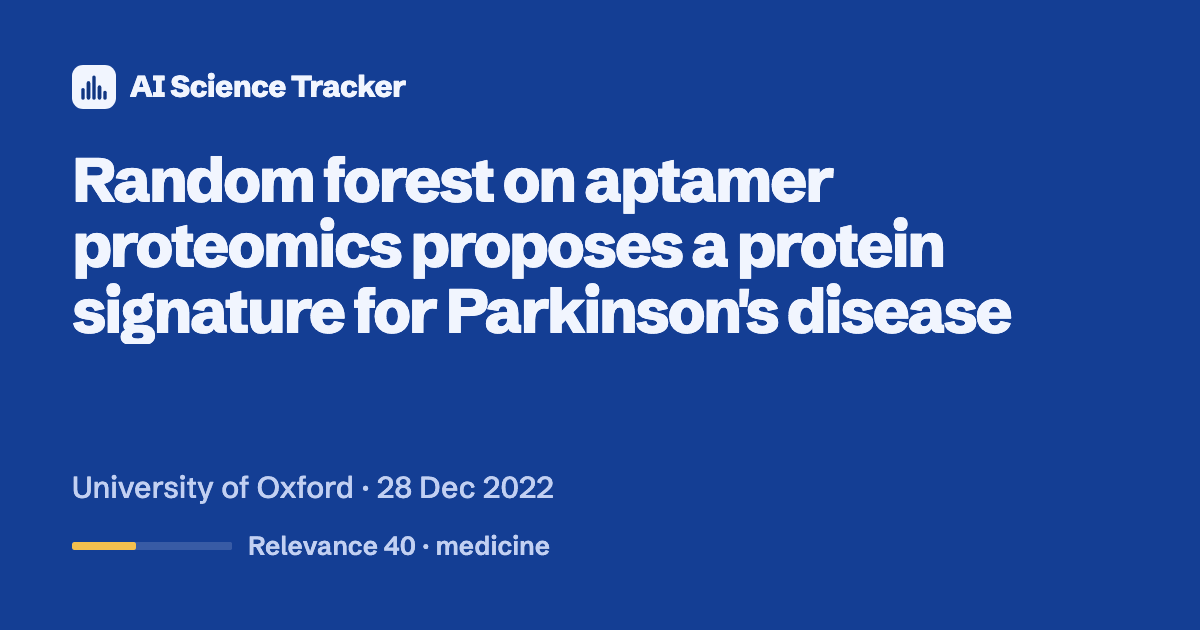 AI Science Tracker
Random forest on aptamer
proteomics proposes a protein
signature for Parkinson's disease
University of Oxford · 28 Dec 2022
Relevance 40 · medicine